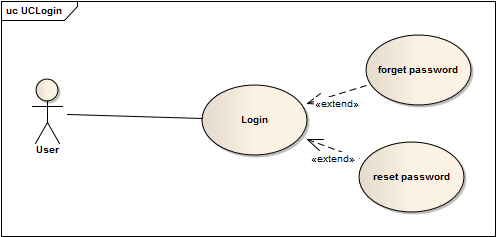 uc UCLogin
forget password
«extend»
Login
User
«extend»
reset password